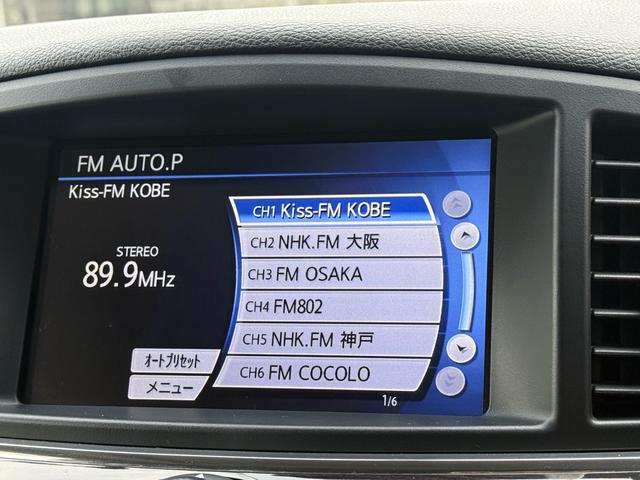 FM AUTO.P
Kiss-FM KOBE
STEREO
89.9MHz
CH1 Kiss-FM KOBE
CH2 NHK.FM 大阪
CH3 FM OSAKA
CH4 FM802
CH5 NHK.FM 神戸
CH6 FM COCOLO
オートプリセット
メニュー
1/6